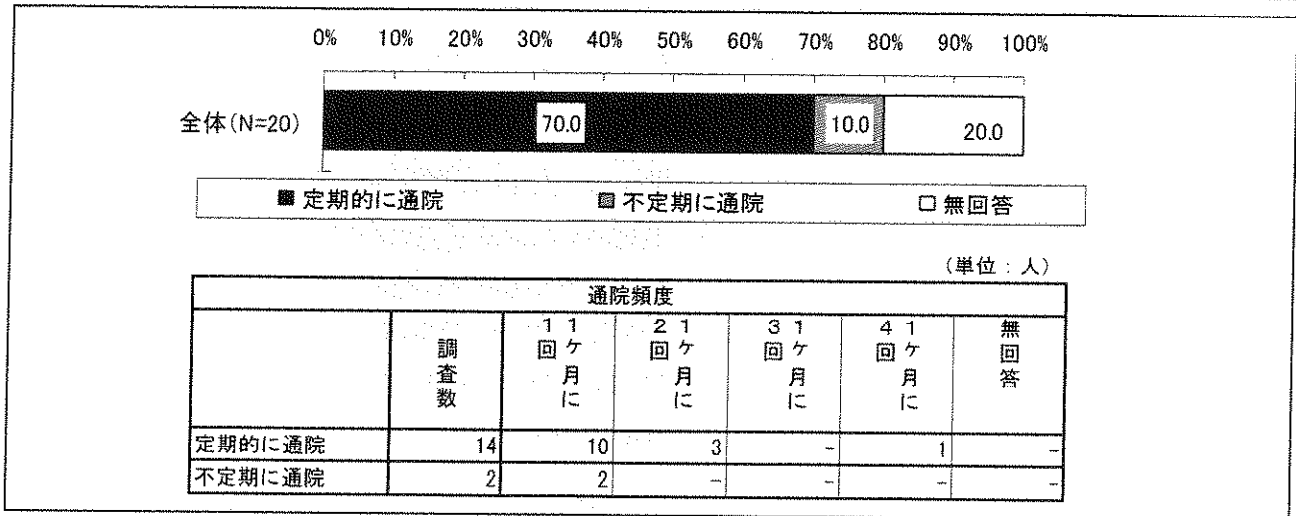 0% 10% 20% 30% 40% 50% 60% 70% 80% 90% 100%
全体(N=20) 70.0 10.0 20.0
■ 定期的に通院 ■ 不定期に通院 □ 無回答
(単位：人)
通院頻度
調査数 1ヶ月に1回 1ヶ月に2回 1ヶ月に3回 1ヶ月に4回 無回答
定期的に通院 14 10 3 - 1 -
不定期に通院 2 2 - - - -